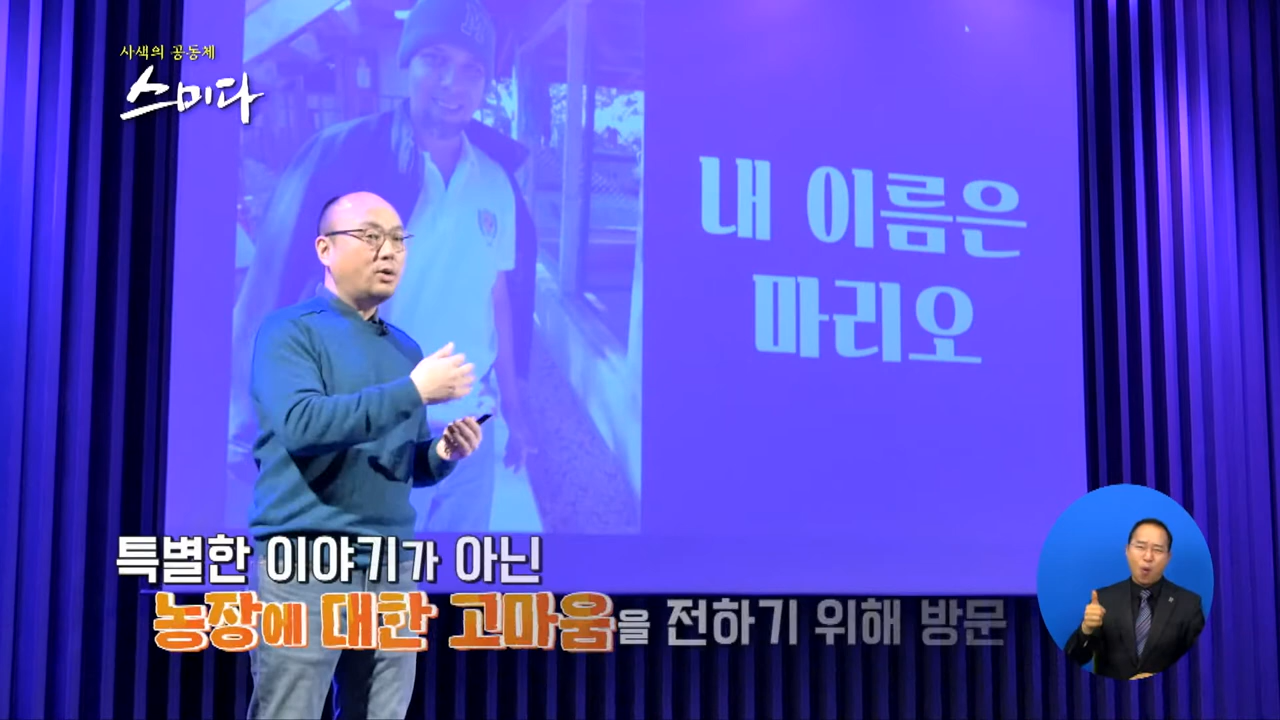 사색의 공동체
스미다
M
내 이름은
마리오
특별한 이야기가 아닌
농장에 대한 고마움을 전하기 위해 방문